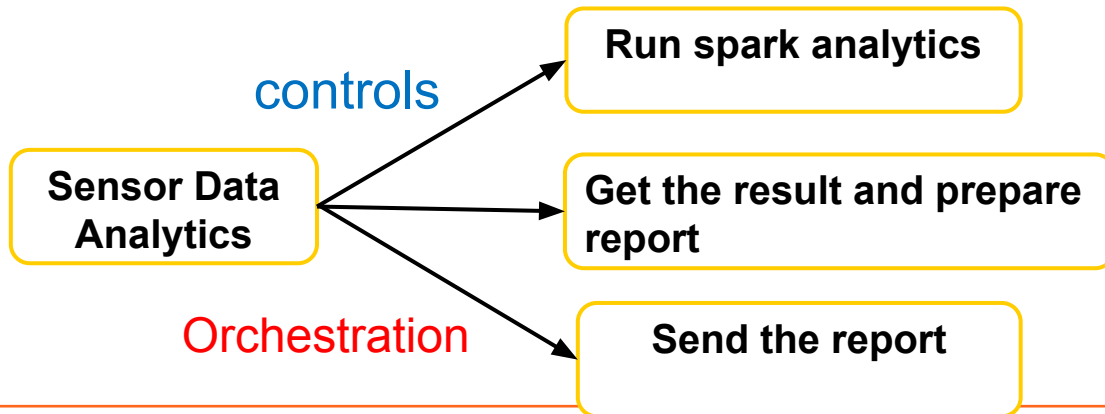 Run spark analytics
controls
Sensor Data
Analytics
Get the result and prepare
report
Orchestration
Send the report